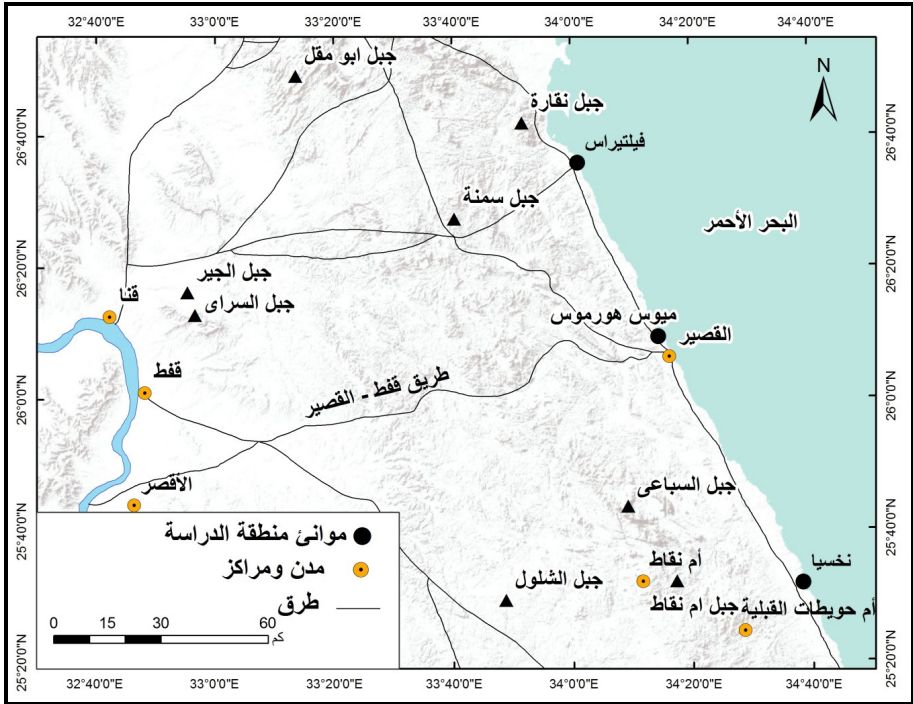 32°40'0"E 33°00'0"E 33°20'0"E 33°40'0"E 34°00'0"E 34°20'0"E 34°40'0"E
جبل ابو مقل
N
جبل نقارة
26°40'0"N 26°40'0"N
فيلتيراس
جبل سمنة
البحر الأحمر
26°20'0"N 26°20'0"N
جبل الجير
قنا
جبل السراى
ميوس هورموس
القصير
قفط
طريق قفط - القصير
26°0'0"N 26°0'0"N
الأقصر
جبل السباعى
25°40'0"N 25°40'0"N
موانئ منطقة الدراسة
نخسيا
أم نقاط
مدن ومراكز
جبل الشلول
جبل ام نقاط
أم حويطات القبلية
طرق
0 15 30 60
كم
25°20'0"N 25°20'0"N
32°40'0"E 33°00'0"E 33°20'0"E 33°40'0"E 34°00'0"E 34°20'0"E 34°40'0"E